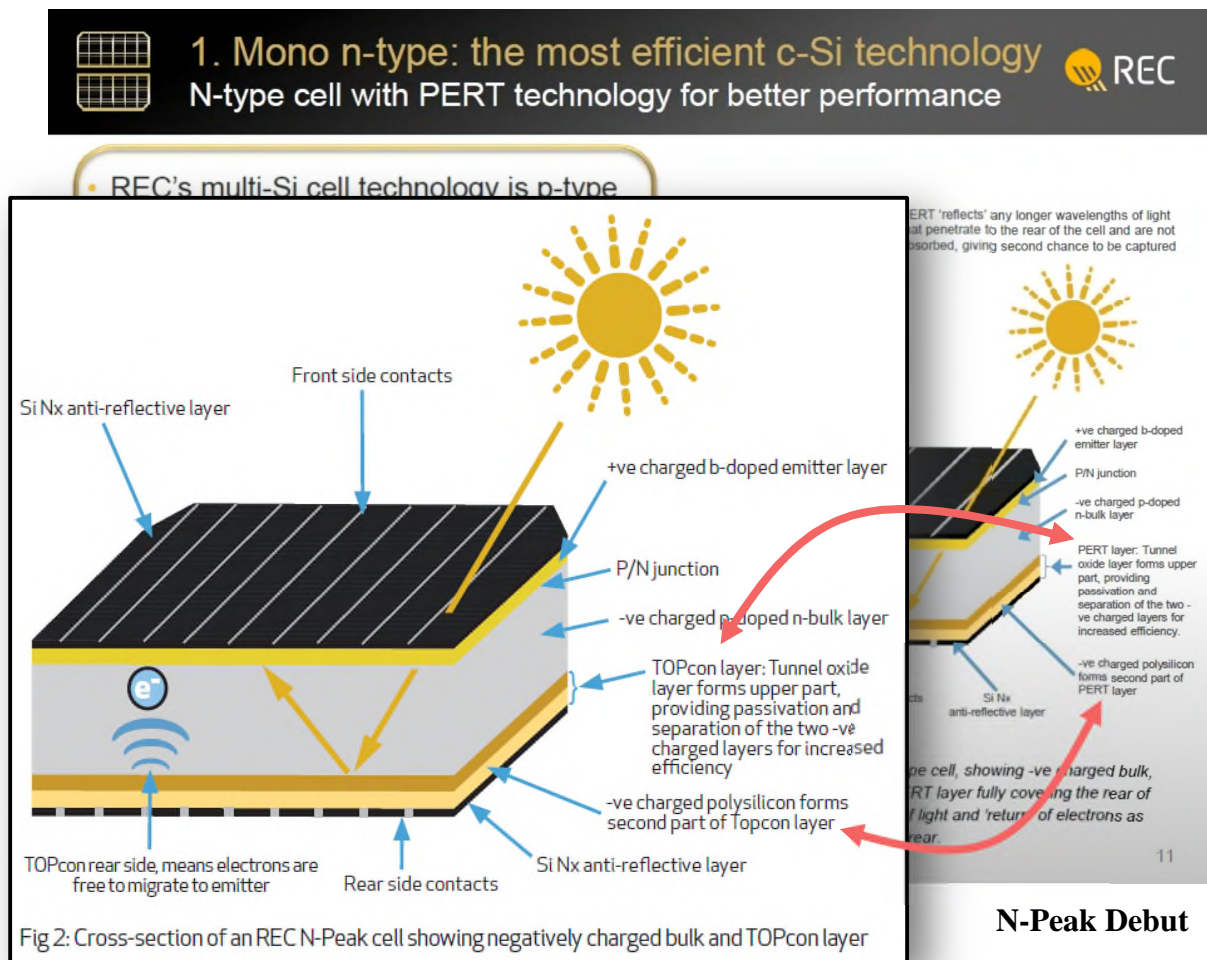 1. Mono n-type: the most efficient c-Si technology
N-type cell with PERT technology for better performance
REC
• REC's multi-Si cell technology is p-type
'reflects' any longer wavelengths of light
penetrate to the rear of the cell and are not
giving second chance to be captured
Front side contacts
Si Nx anti-reflective layer
+ve charged b-doped emitter layer
P/N junction
-ve charged p-doped n-bulk layer
TOPcon layer: Tunnel oxide
layer forms upper part,
providing passivation and
separation of the two -ve
charged layers for increased
efficiency
-ve charged polysilicon forms
second part of Topcon layer
Si Nx anti-reflective layer
Rear side contacts
e-
TOPcon rear side, means electrons are
free to migrate to emitter
Fig 2: Cross-section of an REC N-Peak cell showing negatively charged bulk and TOPcon layer
+ve charged b-doped
emitter layer
P/N junction
-ve charged p-doped
n-bulk layer
PERT layer: Tunnel
oxide layer forms upper
part, providing
passivation and
separation of the two -
ve charged layers for
increased efficiency.
-ve charged polysilicon
forms second part of
PERT layer
Si Nx
anti-reflective layer
cell, showing -ve charged bulk,
layer fully covering the rear of
light and 'return' of electrons as
rear.
11
N-Peak Debut